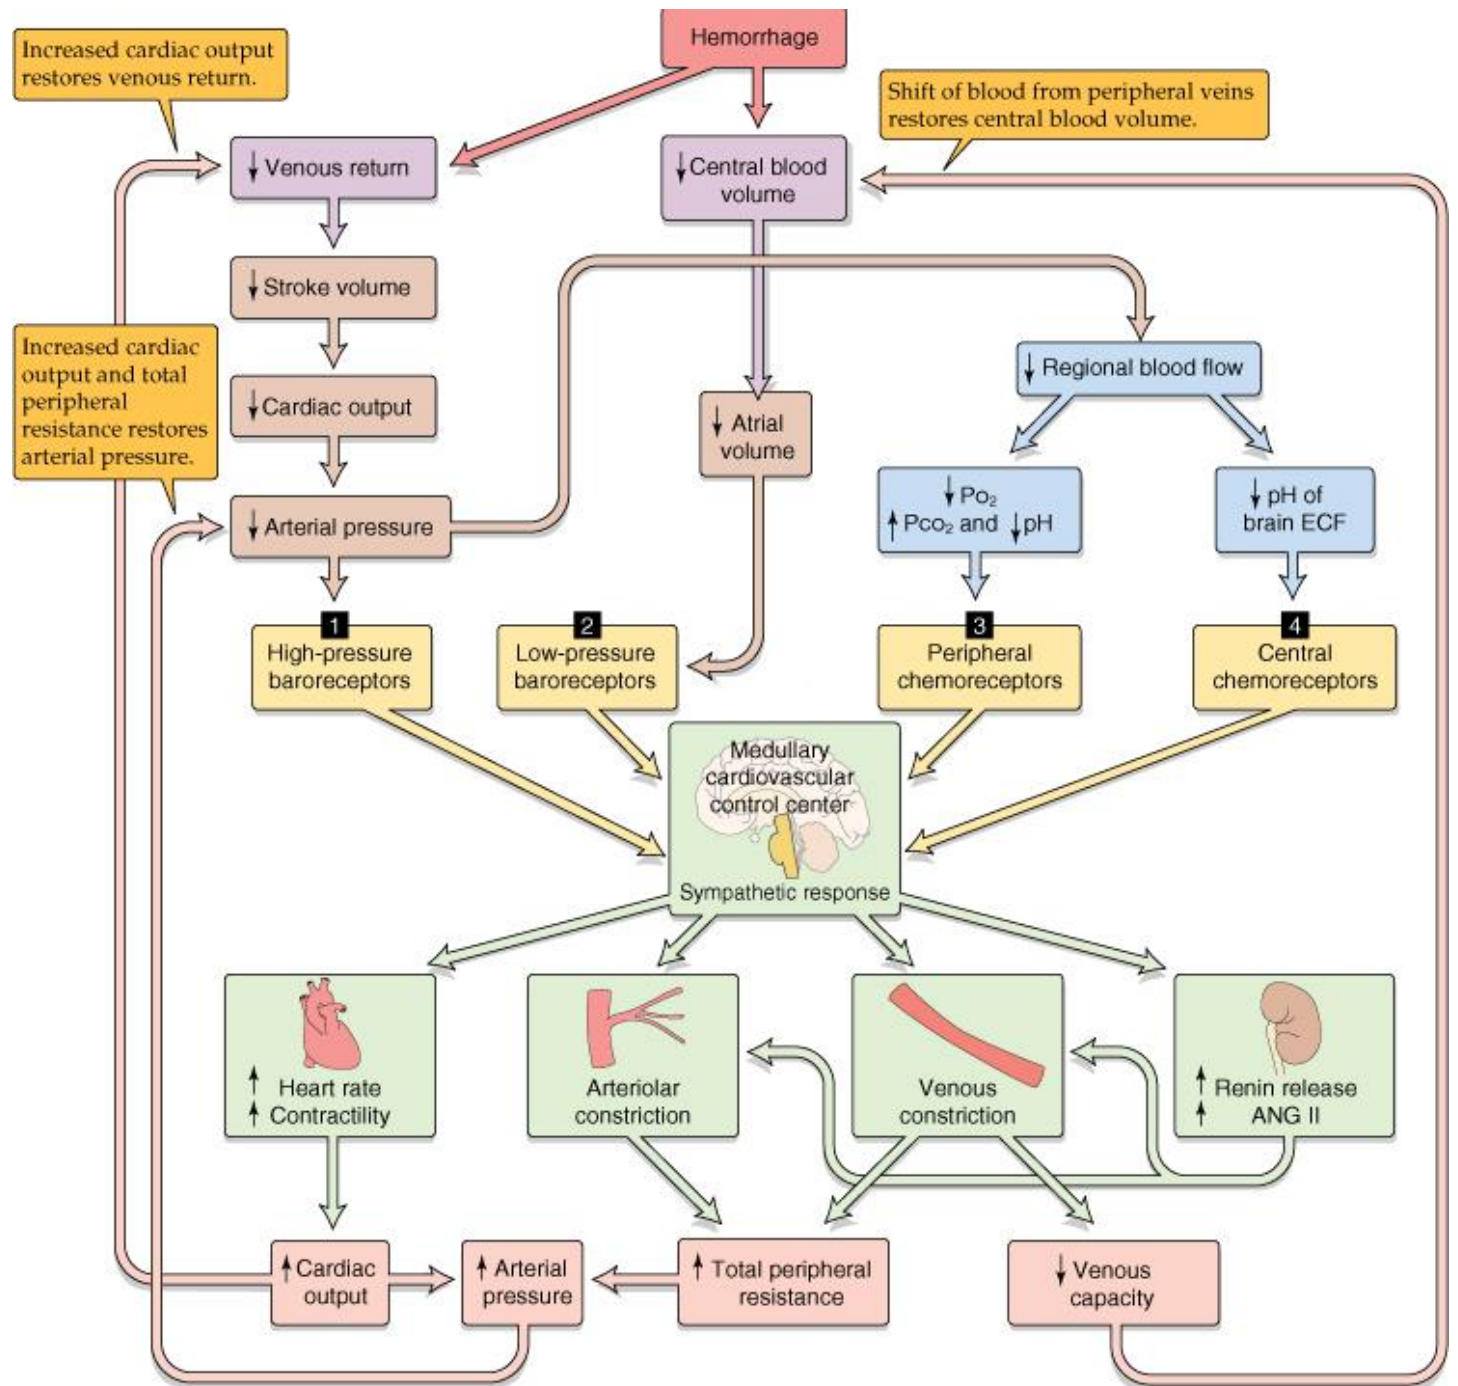 Hemorrhage
Increased cardiac output
restores venous return.
Shift of blood from peripheral veins
restores central blood volume.
↓ Venous return
↓ Central blood
volume
↓ Stroke volume
Increased cardiac
output and total
peripheral
resistance restores
arterial pressure.
↓ Regional blood flow
↓ Cardiac output
↓ Atrial
volume
↓ Arterial pressure
↓ Po₂
↑ Pco₂ and ↓ pH
↓ pH of
brain ECF
1
High-pressure
baroreceptors
2
Low-pressure
baroreceptors
3
Peripheral
chemoreceptors
4
Central
chemoreceptors
Medullary
cardiovascular
control center
Sympathetic response
↑ Heart rate
↑ Contractility
Arteriolar
constriction
Venous
constriction
↑ Renin release
↑ ANG II
↑ Cardiac
output
↑ Arterial
pressure
↑ Total peripheral
resistance
↓ Venous
capacity